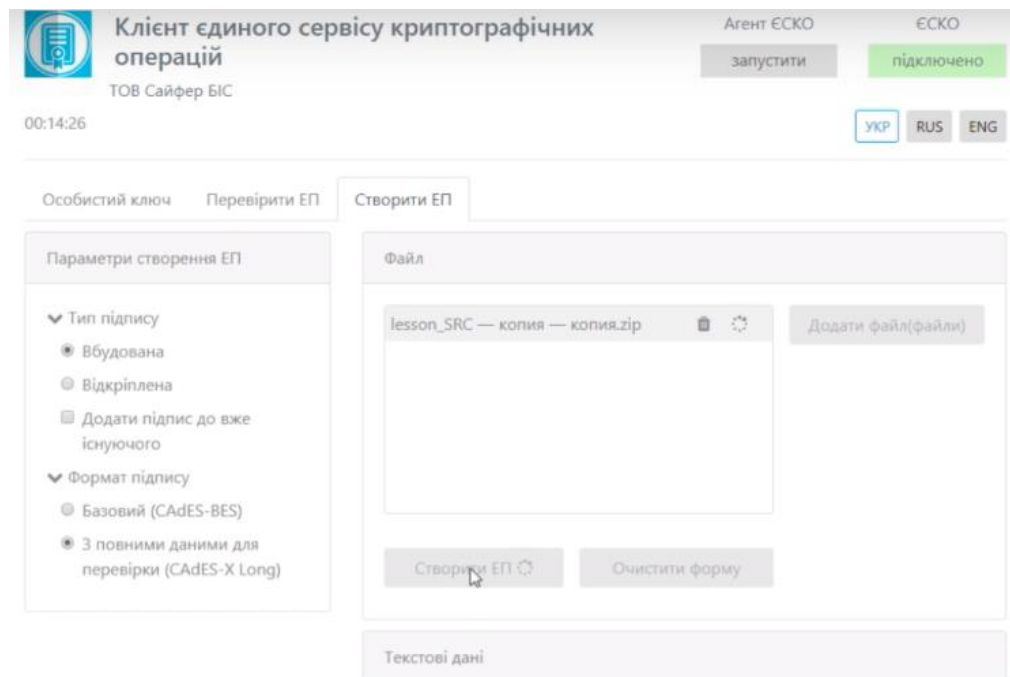 Клієнт єдиного сервісу криптографічних
операцій
ТОВ Сайфер БІС
Агент ЄСКО
ЄСКО
запустити
підключено
00:14:26
УКР
RUS
ENG
Особистий ключ
Перевірити ЕП
Створити ЕП
Параметри створення ЕП
Тип підпису
Вбудована
Відкріплена
Додати підпис до вже
існуючого
Формат підпису
Базовий (CAdES-BES)
З повними даними для
перевірки (CAdES-X Long)
Файл
lesson_SRC — копия — копия.zip
Додати файл(файли)
Створити ЕП
Очистити форму
Текстові дані